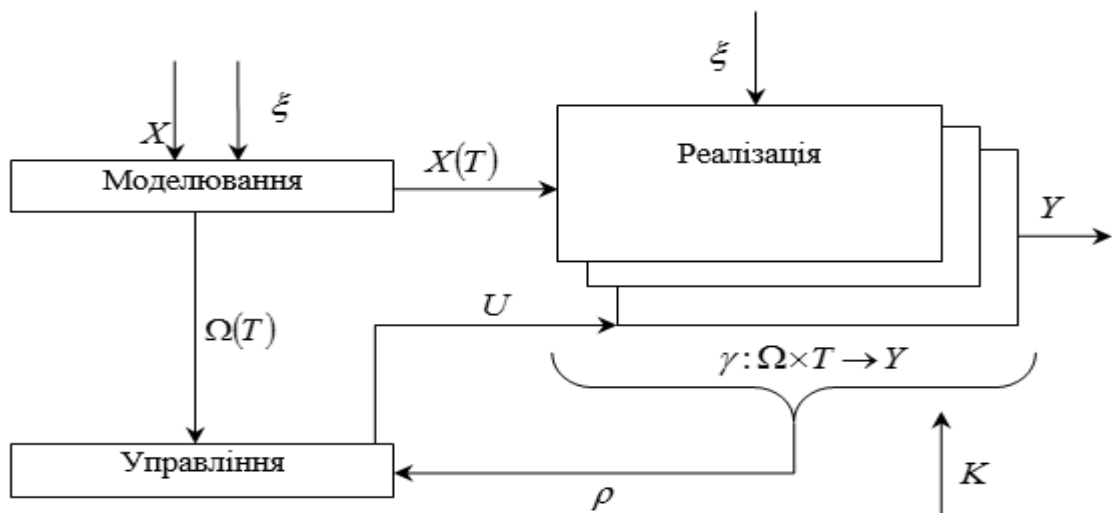 ξ
X
ξ
Моделювання
X(T)
Реалізація
Y
Ω(T)
U
γ : Ω×T → Y
Управління
ρ
K